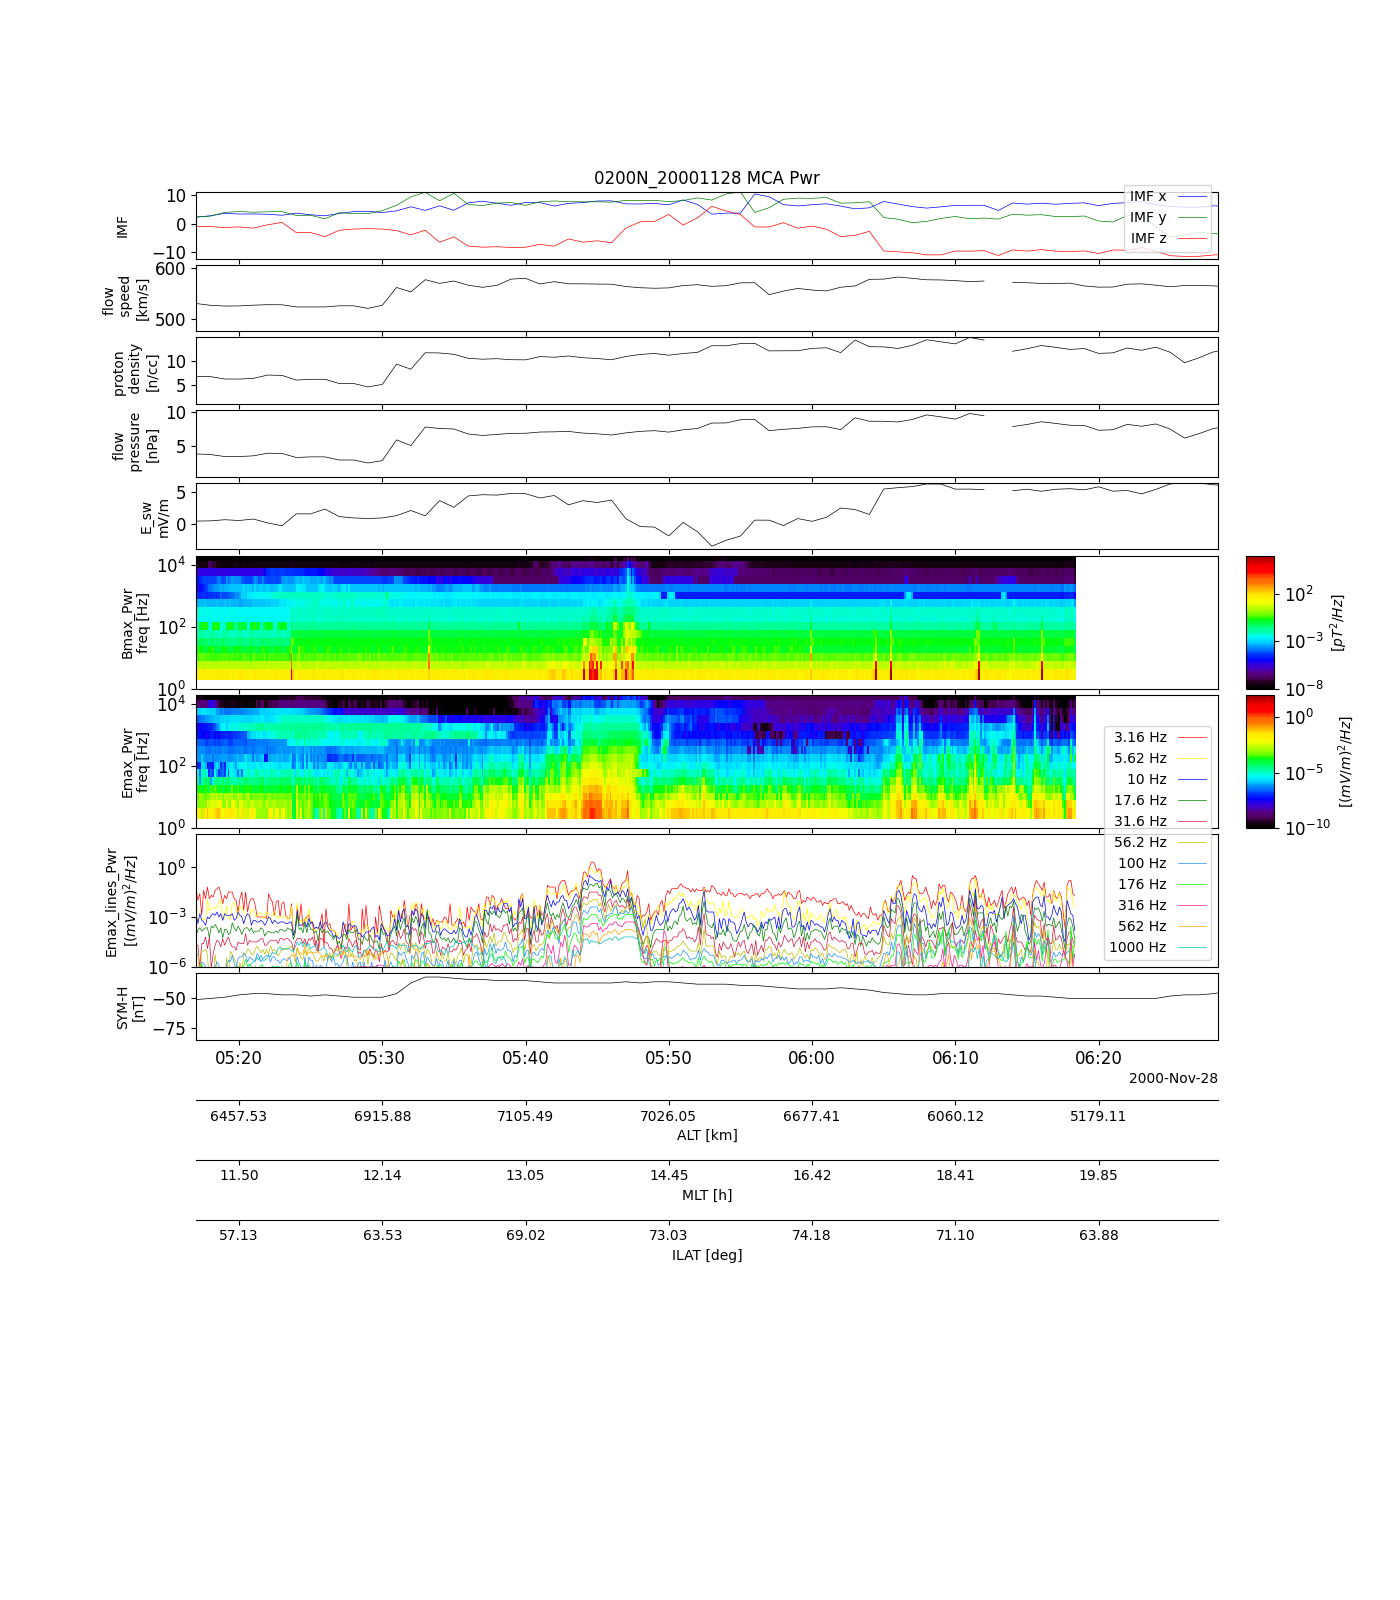 0200N_20001128 MCA Pwr
10
0
−10
IMF
IMF x
IMF y
IMF z
600
500
flow
speed
[km/s]
10
5
proton
density
[n/cc]
10
5
flow
pressure
[nPa]
5
0
E_sw
mV/m
10^4
10^2
10^0
Bmax_Pwr
freq [Hz]
10^2
10^−3
10^−8
[pT^2/Hz]
10^4
10^2
10^0
Emax_Pwr
freq [Hz]
10^0
10^−5
10^−10
[(mV/m)^2/Hz]
3.16 Hz
5.62 Hz
10 Hz
17.6 Hz
31.6 Hz
56.2 Hz
100 Hz
176 Hz
316 Hz
562 Hz
1000 Hz
10^0
10^−3
10^−6
Emax_lines_Pwr
[(mV/m)^2/Hz]
−50
−75
SYM-H
[nT]
05:20 05:30 05:40 05:50 06:00 06:10 06:20
2000-Nov-28
6457.53 6915.88 7105.49 7026.05 6677.41 6060.12 5179.11
ALT [km]
11.50 12.14 13.05 14.45 16.42 18.41 19.85
MLT [h]
57.13 63.53 69.02 73.03 74.18 71.10 63.88
ILAT [deg]